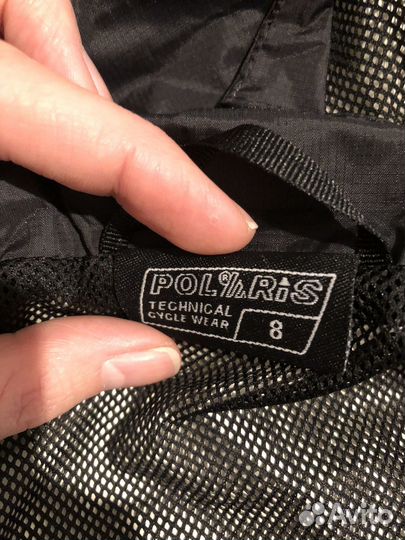 POLARIS
TECHNICAL
CYCLE WEAR
8
Avito